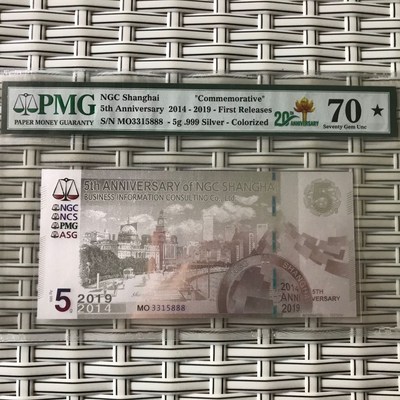 PMG
PAPER MONEY GUARANTY
NGC Shanghai "Commemorative"
5th Anniversary 2014 - 2019 - First Releases
S/N MO3315888 - 5g .999 Silver - Colorized
20th ANNIVERSARY
70 ★
Seventy Gem Unc
5th ANNIVERSARY of NGC SHANGHAI
BUSINESS INFORMATION CONSULTING Co., Ltd
NGC
NCS
PMG
ASG
5
2019
2014
MO 3315888
2014
5TH
ANNIVERSARY
2019